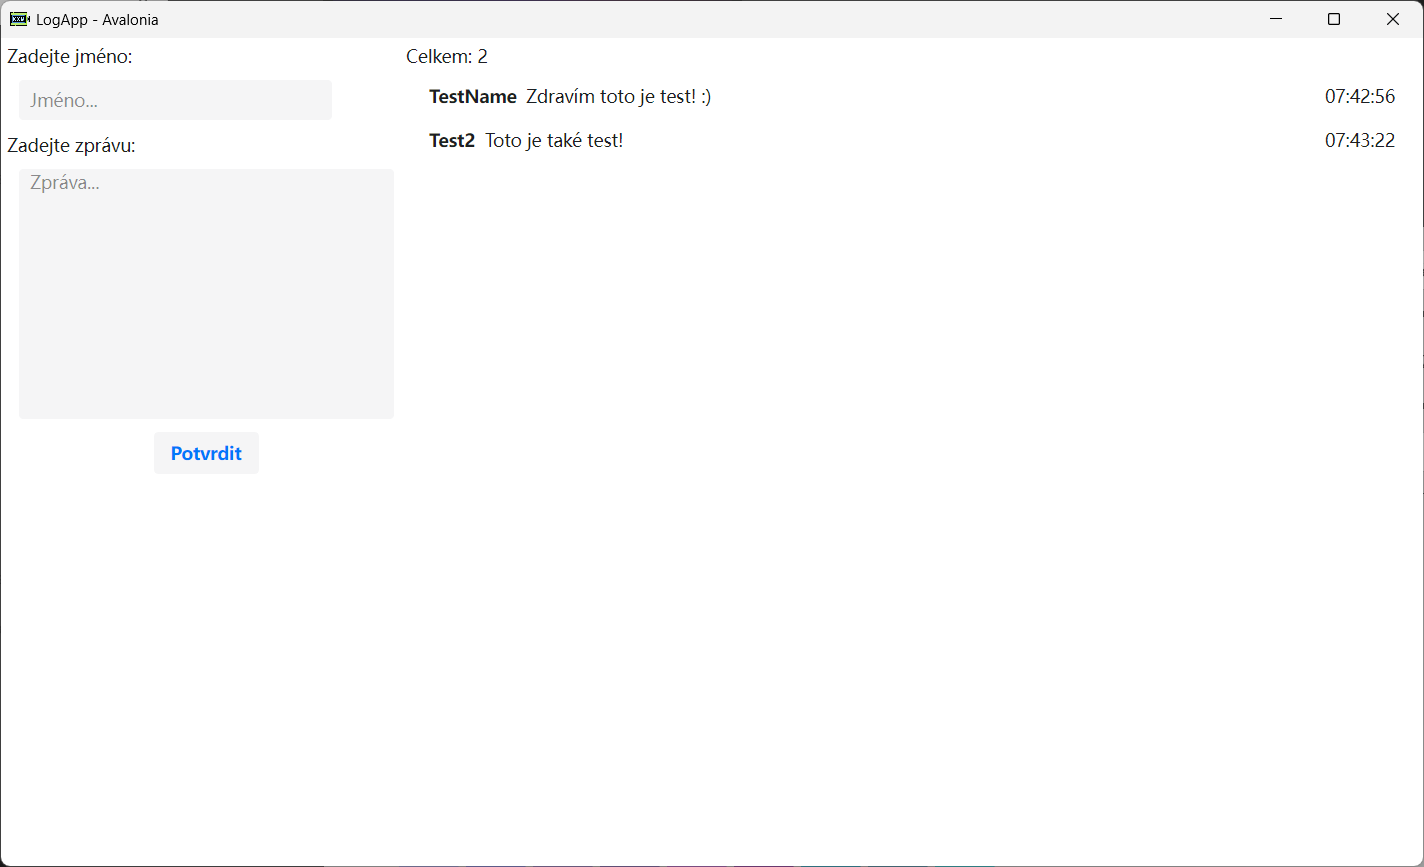 LogApp - Avalonia
Zadejte jméno:
Jméno...
Zadejte zprávu:
Zpráva...
Potvrdit
Celkem: 2
TestName Zdravím toto je test! :) 07:42:56
Test2 Toto je také test! 07:43:22